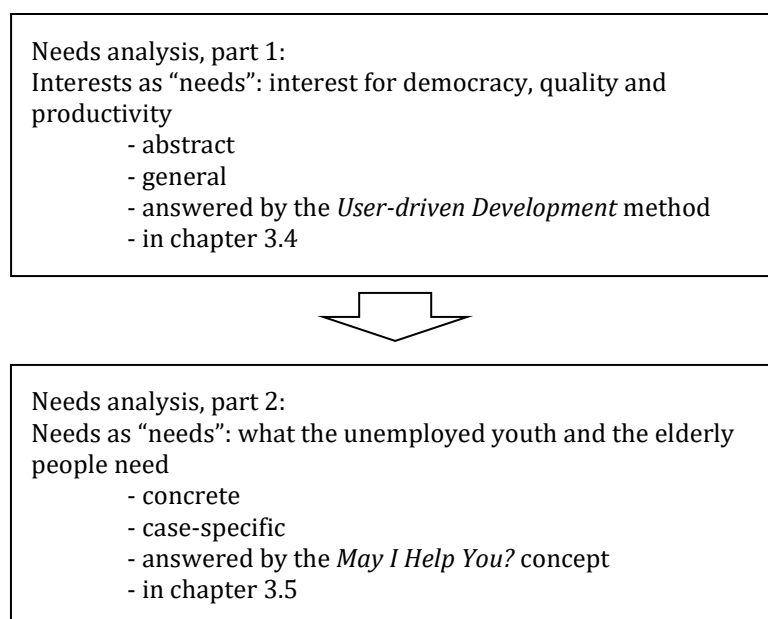 Needs analysis, part 1:
Interests as “needs”: interest for democracy, quality and
productivity
- abstract
- general
- answered by the User-driven Development method
- in chapter 3.4
Needs analysis, part 2:
Needs as “needs”: what the unemployed youth and the elderly
people need
- concrete
- case-specific
- answered by the May I Help You? concept
- in chapter 3.5